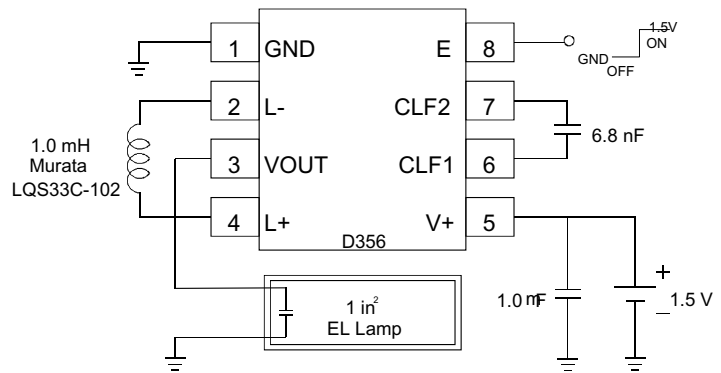 1 GND
E 8
1.5V
ON
GND
OFF
2 L-
CLF2 7
1.0 mH
Murata
LQS33C-102
6.8 nF
3 VOUT
CLF1 6
4 L+
V+ 5
D356
1 in²
EL Lamp
1.0 mF
+
1.5 V
_